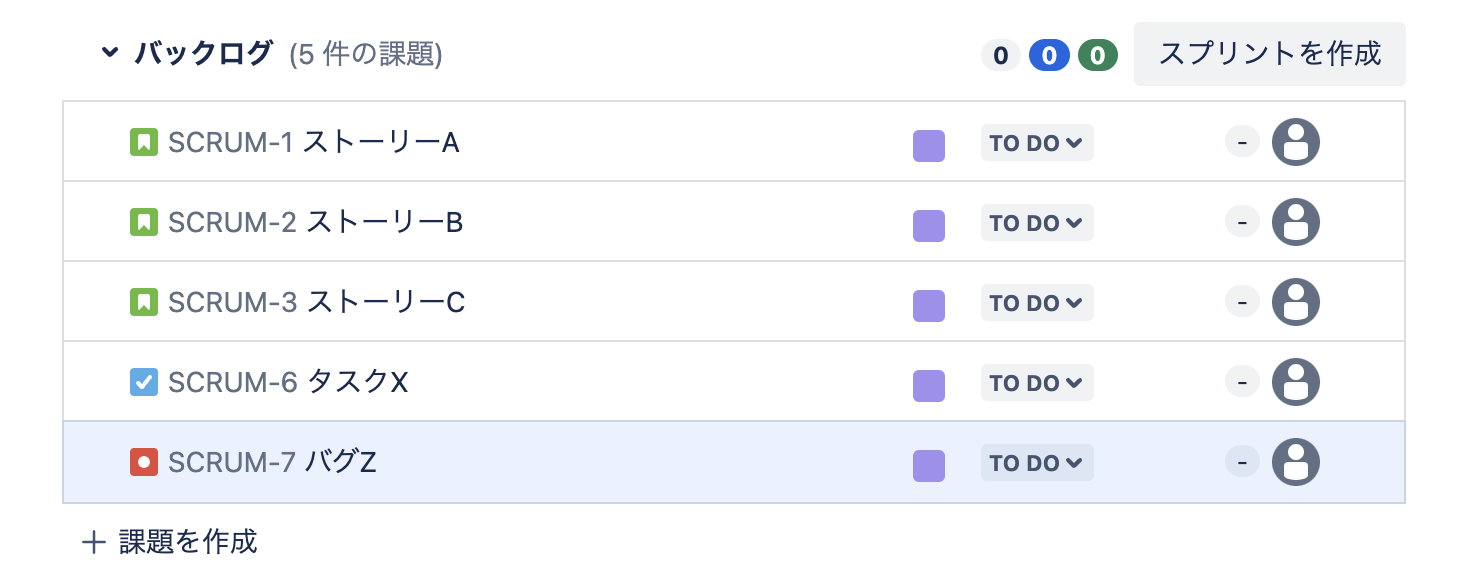 バックログ (5 件の課題) 0 0 0 スプリントを作成
SCRUM-1 ストーリーA TO DO -
SCRUM-2 ストーリーB TO DO -
SCRUM-3 ストーリーC TO DO -
SCRUM-6 タスクX TO DO -
SCRUM-7 バグZ TO DO -
+ 課題を作成